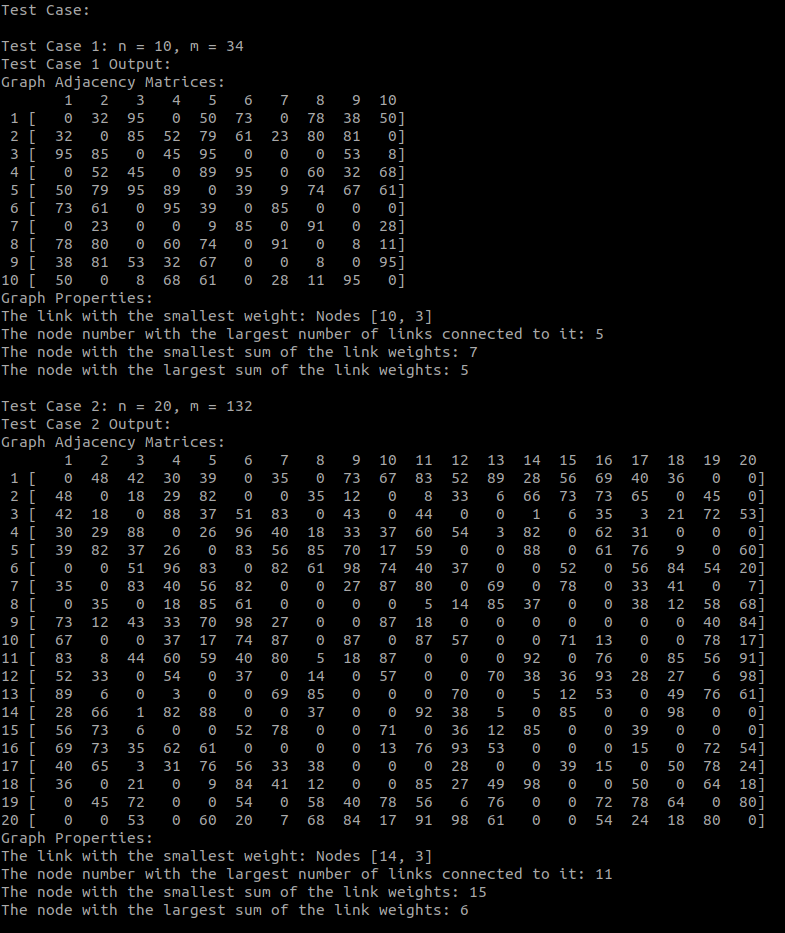 Test Case:
Test Case 1: n = 10, m = 34
Test Case 1 Output:
Graph Adjacency Matrices:
1 2 3 4 5 6 7 8 9 10
1 [ 0 32 95 0 50 73 0 78 38 50]
2 [ 32 0 85 52 79 61 23 80 81 0]
3 [ 95 85 0 45 95 0 0 0 53 8]
4 [ 0 52 45 0 89 95 0 60 32 68]
5 [ 50 79 95 89 0 39 9 74 67 61]
6 [ 73 61 0 95 39 0 85 0 0 0]
7 [ 0 23 0 0 9 85 0 91 0 28]
8 [ 78 80 0 60 74 0 91 0 8 11]
9 [ 38 81 53 32 67 0 0 8 0 95]
10 [ 50 0 8 68 61 0 28 11 95 0]
Graph Properties:
The link with the smallest weight: Nodes [10, 3]
The node number with the largest number of links connected to it: 5
The node with the smallest sum of the link weights: 7
The node with the largest sum of the link weights: 5
Test Case 2: n = 20, m = 132
Test Case 2 Output:
Graph Adjacency Matrices:
1 2 3 4 5 6 7 8 9 10 11 12 13 14 15 16 17 18 19 20
1 [ 0 48 42 30 39 0 35 0 73 67 83 52 89 28 56 69 40 36 0 0]
2 [ 48 0 18 29 82 0 0 35 12 0 8 33 6 66 73 73 65 0 45 0]
3 [ 42 18 0 88 37 51 83 0 43 0 44 0 0 1 6 35 3 21 72 53]
4 [ 30 29 88 0 26 96 40 18 33 37 60 54 3 82 0 62 31 0 0 0]
5 [ 39 82 37 26 0 83 56 85 70 17 59 0 0 88 0 61 76 9 0 60]
6 [ 0 0 51 96 83 0 82 61 98 74 40 37 0 0 52 0 56 84 54 20]
7 [ 35 0 83 40 56 82 0 0 27 87 80 0 69 0 78 0 33 41 0 7]
8 [ 0 35 0 18 85 61 0 0 0 0 5 14 85 37 0 0 38 12 58 68]
9 [ 73 12 43 33 70 98 27 0 0 87 18 0 0 0 0 0 0 0 40 84]
10 [ 67 0 0 37 17 74 87 0 87 0 87 57 0 0 71 13 0 0 78 17]
11 [ 83 8 44 60 59 40 80 5 18 87 0 0 0 92 0 76 0 85 56 91]
12 [ 52 33 0 54 0 37 0 14 0 57 0 0 70 38 36 93 28 27 6 98]
13 [ 89 6 0 3 0 0 69 85 0 0 0 70 0 5 12 53 0 49 76 61]
14 [ 28 66 1 82 88 0 0 37 0 0 92 38 5 0 85 0 0 98 0 0]
15 [ 56 73 6 0 0 52 78 0 0 71 0 36 12 85 0 0 39 0 0 0]
16 [ 69 73 35 62 61 0 0 0 0 13 76 93 53 0 0 0 15 0 72 54]
17 [ 40 65 3 31 76 56 33 38 0 0 0 28 0 0 39 15 0 50 78 24]
18 [ 36 0 21 0 9 84 41 12 0 0 85 27 49 98 0 0 50 0 64 18]
19 [ 0 45 72 0 0 54 0 58 40 78 56 6 76 0 0 72 78 64 0 80]
20 [ 0 0 53 0 60 20 7 68 84 17 91 98 61 0 0 54 24 18 80 0]
Graph Properties:
The link with the smallest weight: Nodes [14, 3]
The node number with the largest number of links connected to it: 11
The node with the smallest sum of the link weights: 15
The node with the largest sum of the link weights: 6